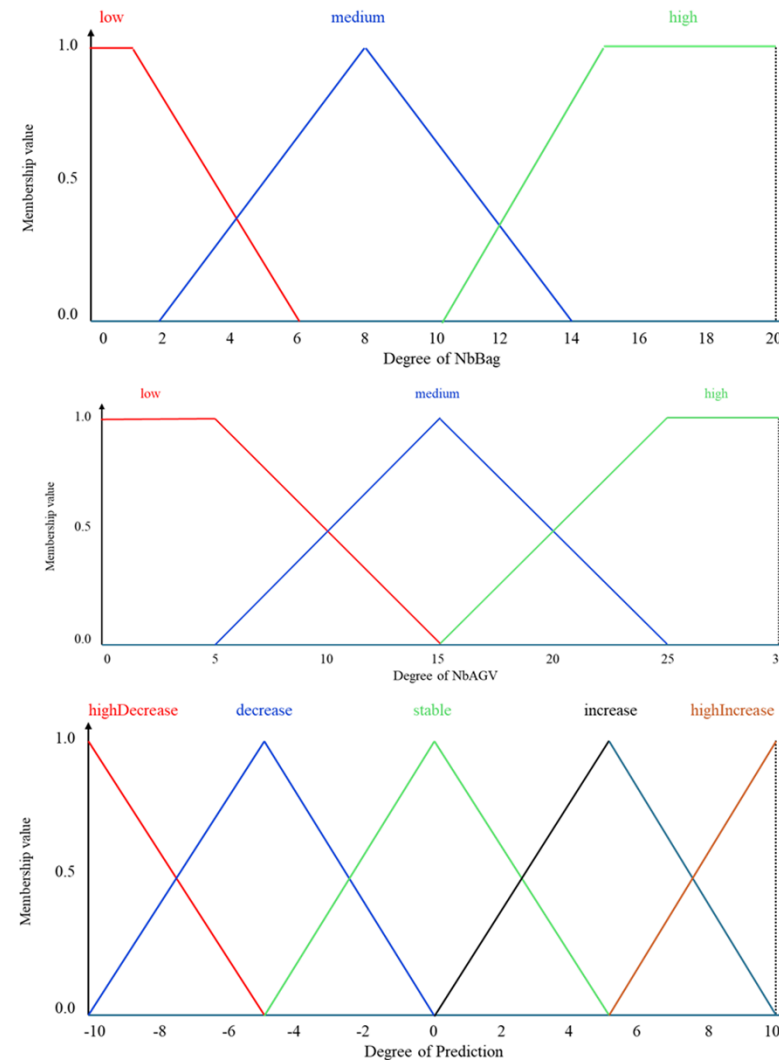 low medium high
1.0
0.5
0.0
Membership value
0 2 4 6 8 10 12 14 16 18 20
Degree of NbBag
low medium high
1.0
0.5
0.0
Membership value
0 5 10 15 20 25 3
Degree of NbAGV
highDecrease decrease stable increase highIncrease
1.0
0.5
0.0
Membership value
-10 -8 -6 -4 -2 0 2 4 6 8 10
Degree of Prediction